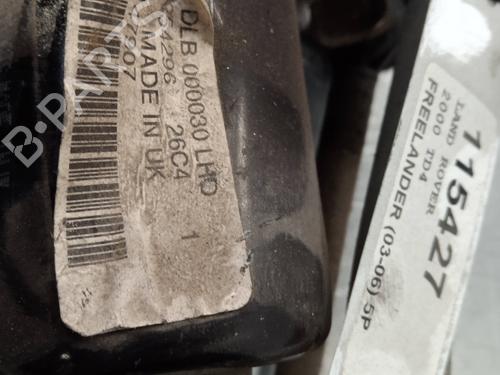 DLB 000030 LHD
26C4
MADE IN UK
1
B-PARTS
115427
LAND ROVER
2000 TD4
FREELANDER (03-06) 5P